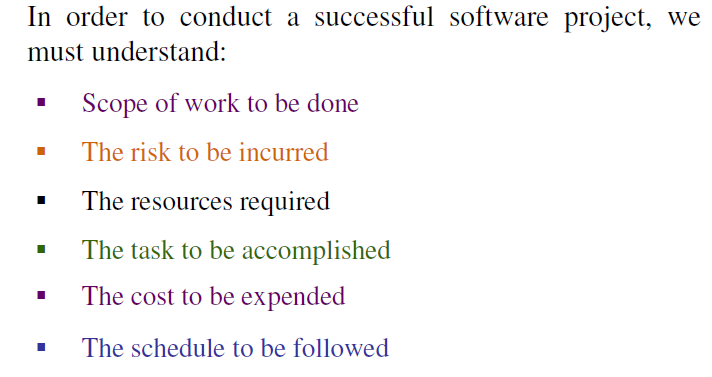 In order to conduct a successful software project, we
must understand:
▪ Scope of work to be done
▪ The risk to be incurred
▪ The resources required
▪ The task to be accomplished
▪ The cost to be expended
▪ The schedule to be followed